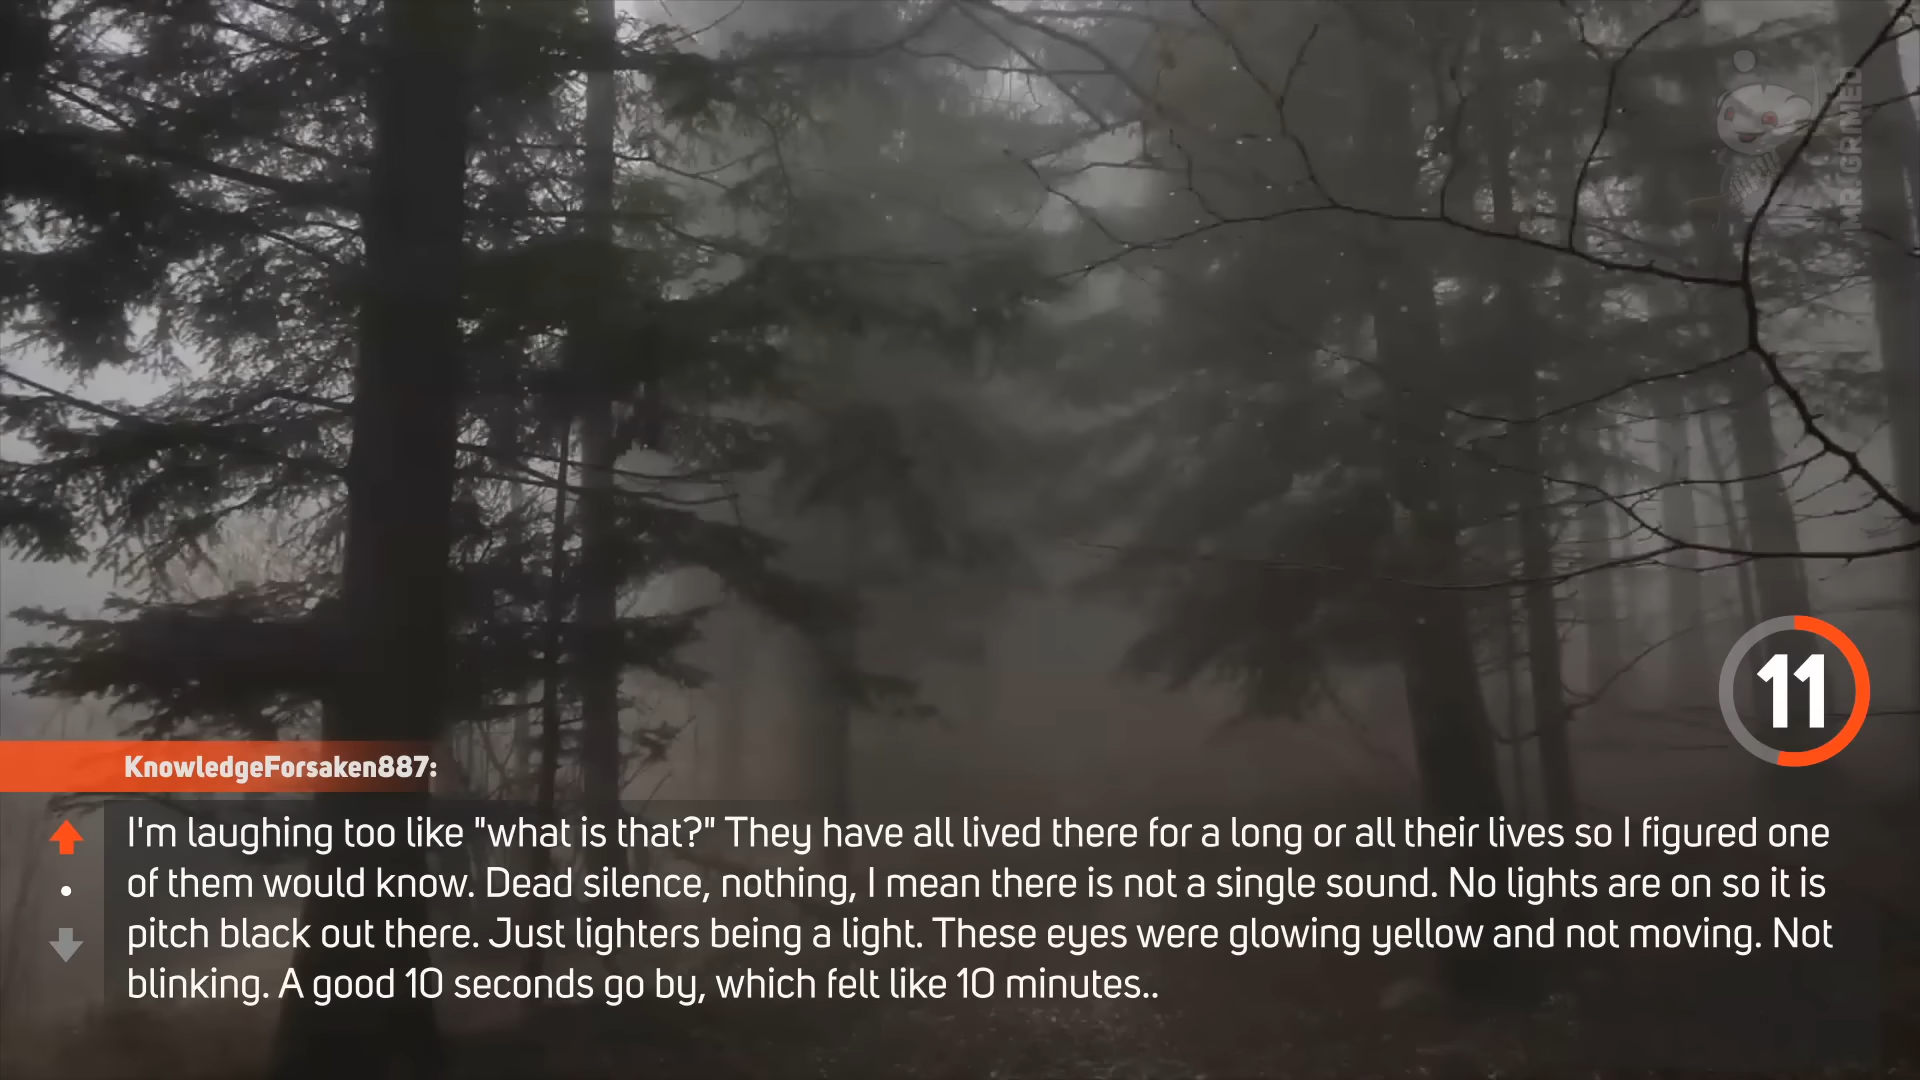 MR.GRIMED
11
KnowledgeForsaken887:
I'm laughing too like "what is that?" They have all lived there for a long or all their lives so I figured one
of them would know. Dead silence, nothing, I mean there is not a single sound. No lights are on so it is
pitch black out there. Just lighters being a light. These eyes were glowing yellow and not moving. Not
blinking. A good 10 seconds go by, which felt like 10 minutes..